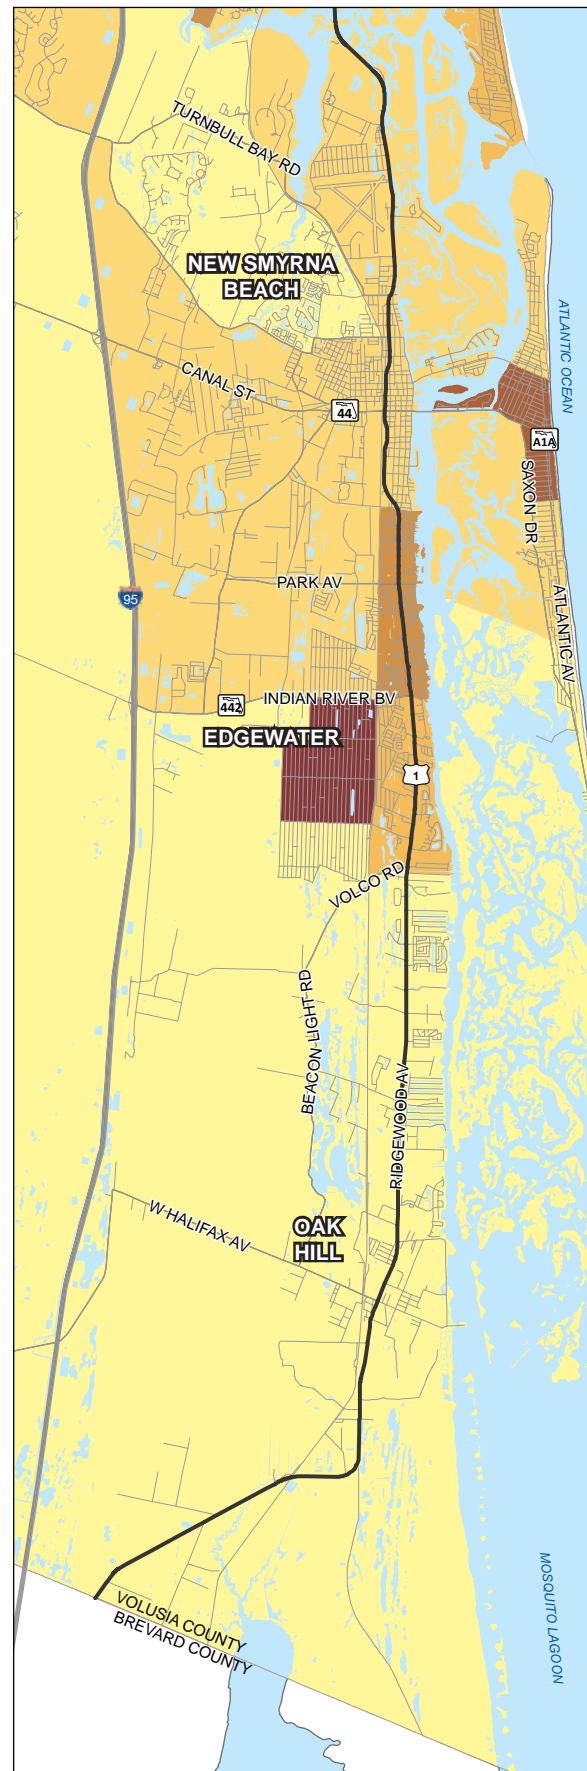 TURNBULL BAY RD
NEW SMYRNA
BEACH
ATLANTIC OCEAN
CANAL ST
44
A1A
SAXON DR
PARK AV
95
ATLANTIC AV
INDIAN RIVER BV
442
EDGEWATER
1
VOLCO RD
BEACON LIGHT RD
RIDGEWOOD AV
W HALIFAX AV
OAK
HILL
MOSQUITO LAGOON
VOLUSIA COUNTY
BREVARD COUNTY